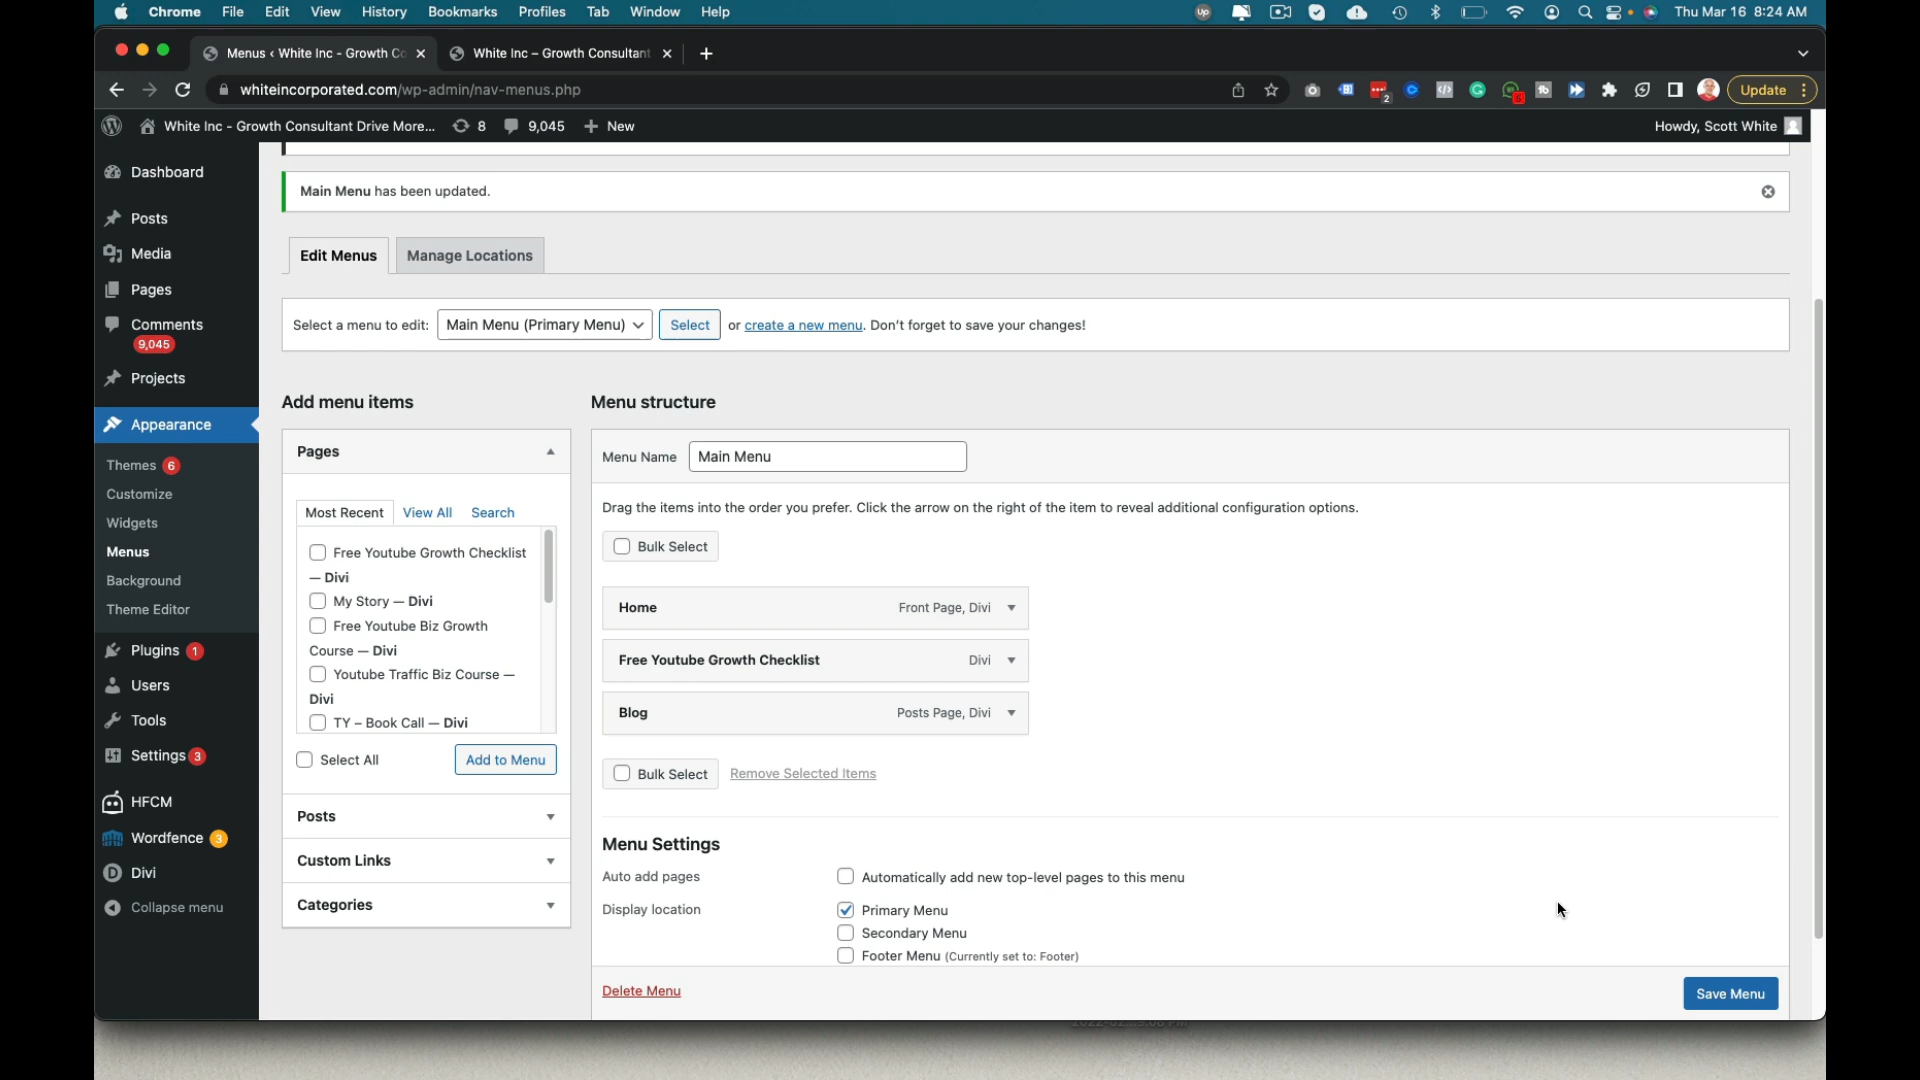 Chrome File Edit View History Bookmarks Profiles Tab Window Help Thu Mar 16 8:24 AM
Menus < White Inc - Growth Co White Inc – Growth Consultant
whiteincorporated.com/wp-admin/nav-menus.php Update
White Inc - Growth Consultant Drive More... 8 9,045 New Howdy, Scott White
Dashboard
Main Menu has been updated.
Posts
Media
Edit Menus Manage Locations
Pages
Comments
9,045
Select a menu to edit: Main Menu (Primary Menu) Select or create a new menu. Don't forget to save your changes!
Projects
Appearance
Add menu items Menu structure
Themes 6
Customize
Widgets
Menus
Background
Theme Editor
Plugins 1
Users
Tools
Settings 3
HFCM
Wordfence 3
Divi
Collapse menu
Pages
Most Recent View All Search
Free Youtube Growth Checklist
— Divi
My Story — Divi
Free Youtube Biz Growth
Course — Divi
Youtube Traffic Biz Course —
Divi
TY – Book Call — Divi
Select All Add to Menu
Posts
Custom Links
Categories
Menu Name Main Menu
Drag the items into the order you prefer. Click the arrow on the right of the item to reveal additional configuration options.
Bulk Select
Home Front Page, Divi
Free Youtube Growth Checklist Divi
Blog Posts Page, Divi
Bulk Select Remove Selected Items
Menu Settings
Auto add pages Automatically add new top-level pages to this menu
Display location Primary Menu
Secondary Menu
Footer Menu (Currently set to: Footer)
Delete Menu Save Menu